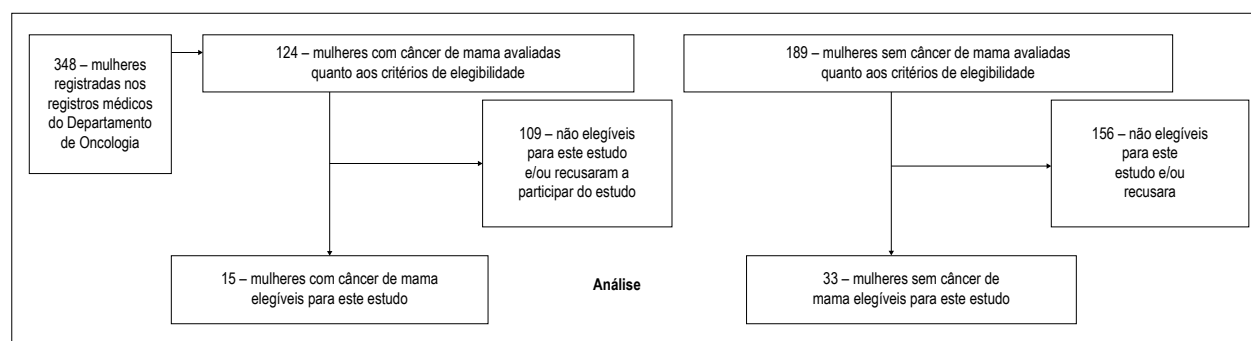 348 – mulheres
registradas nos
registros médicos
do Departamento
de Oncologia
124 – mulheres com câncer de mama avaliadas
quanto aos critérios de elegibilidade
189 – mulheres sem câncer de mama avaliadas
quanto aos critérios de elegibilidade
109 – não elegíveis
para este estudo
e/ou recusaram a
participar do estudo
156 – não elegíveis
para este
estudo e/ou
recusara
15 – mulheres com câncer de mama
elegíveis para este estudo
Análise
33 – mulheres sem câncer de
mama elegíveis para este estudo